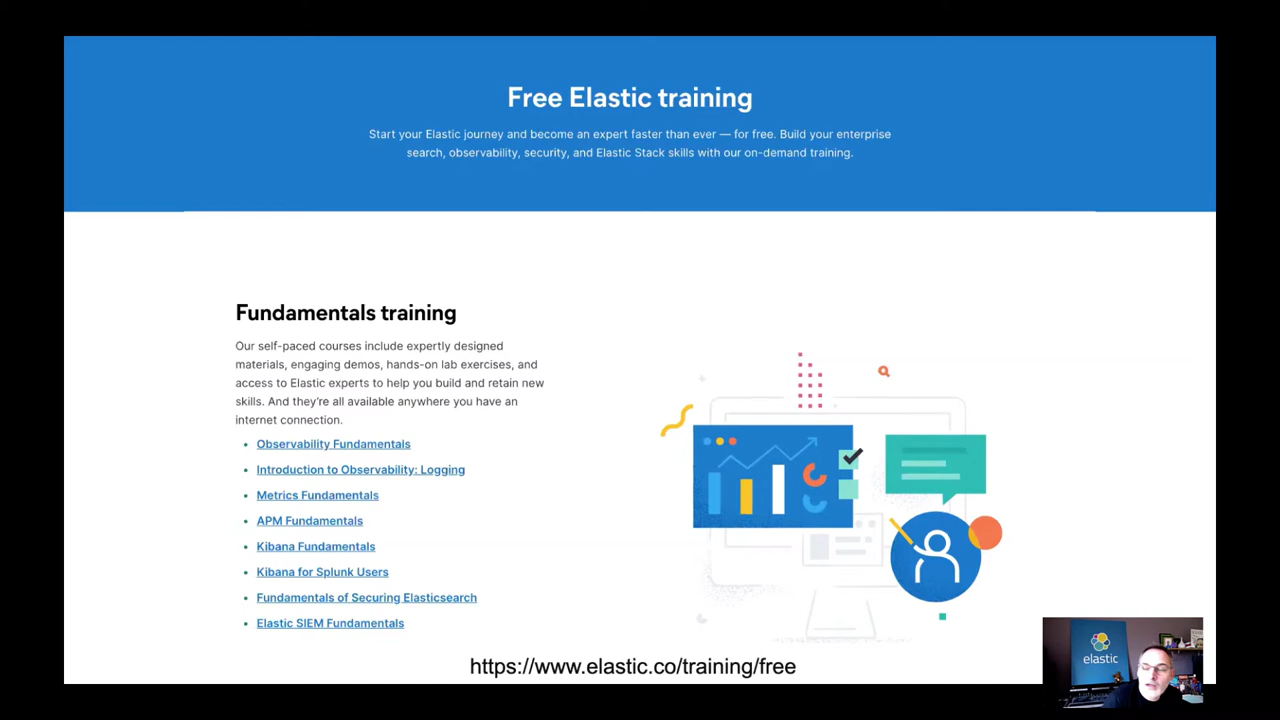 Free Elastic training
Start your Elastic journey and become an expert faster than ever — for free. Build your enterprise
search, observability, security, and Elastic Stack skills with our on-demand training.
Fundamentals training
Our self-paced courses include expertly designed
materials, engaging demos, hands-on lab exercises, and
access to Elastic experts to help you build and retain new
skills. And they're all available anywhere you have an
internet connection.
• Observability Fundamentals
• Introduction to Observability: Logging
• Metrics Fundamentals
• APM Fundamentals
• Kibana Fundamentals
• Kibana for Splunk Users
• Fundamentals of Securing Elasticsearch
• Elastic SIEM Fundamentals
https://www.elastic.co/training/free
elastic